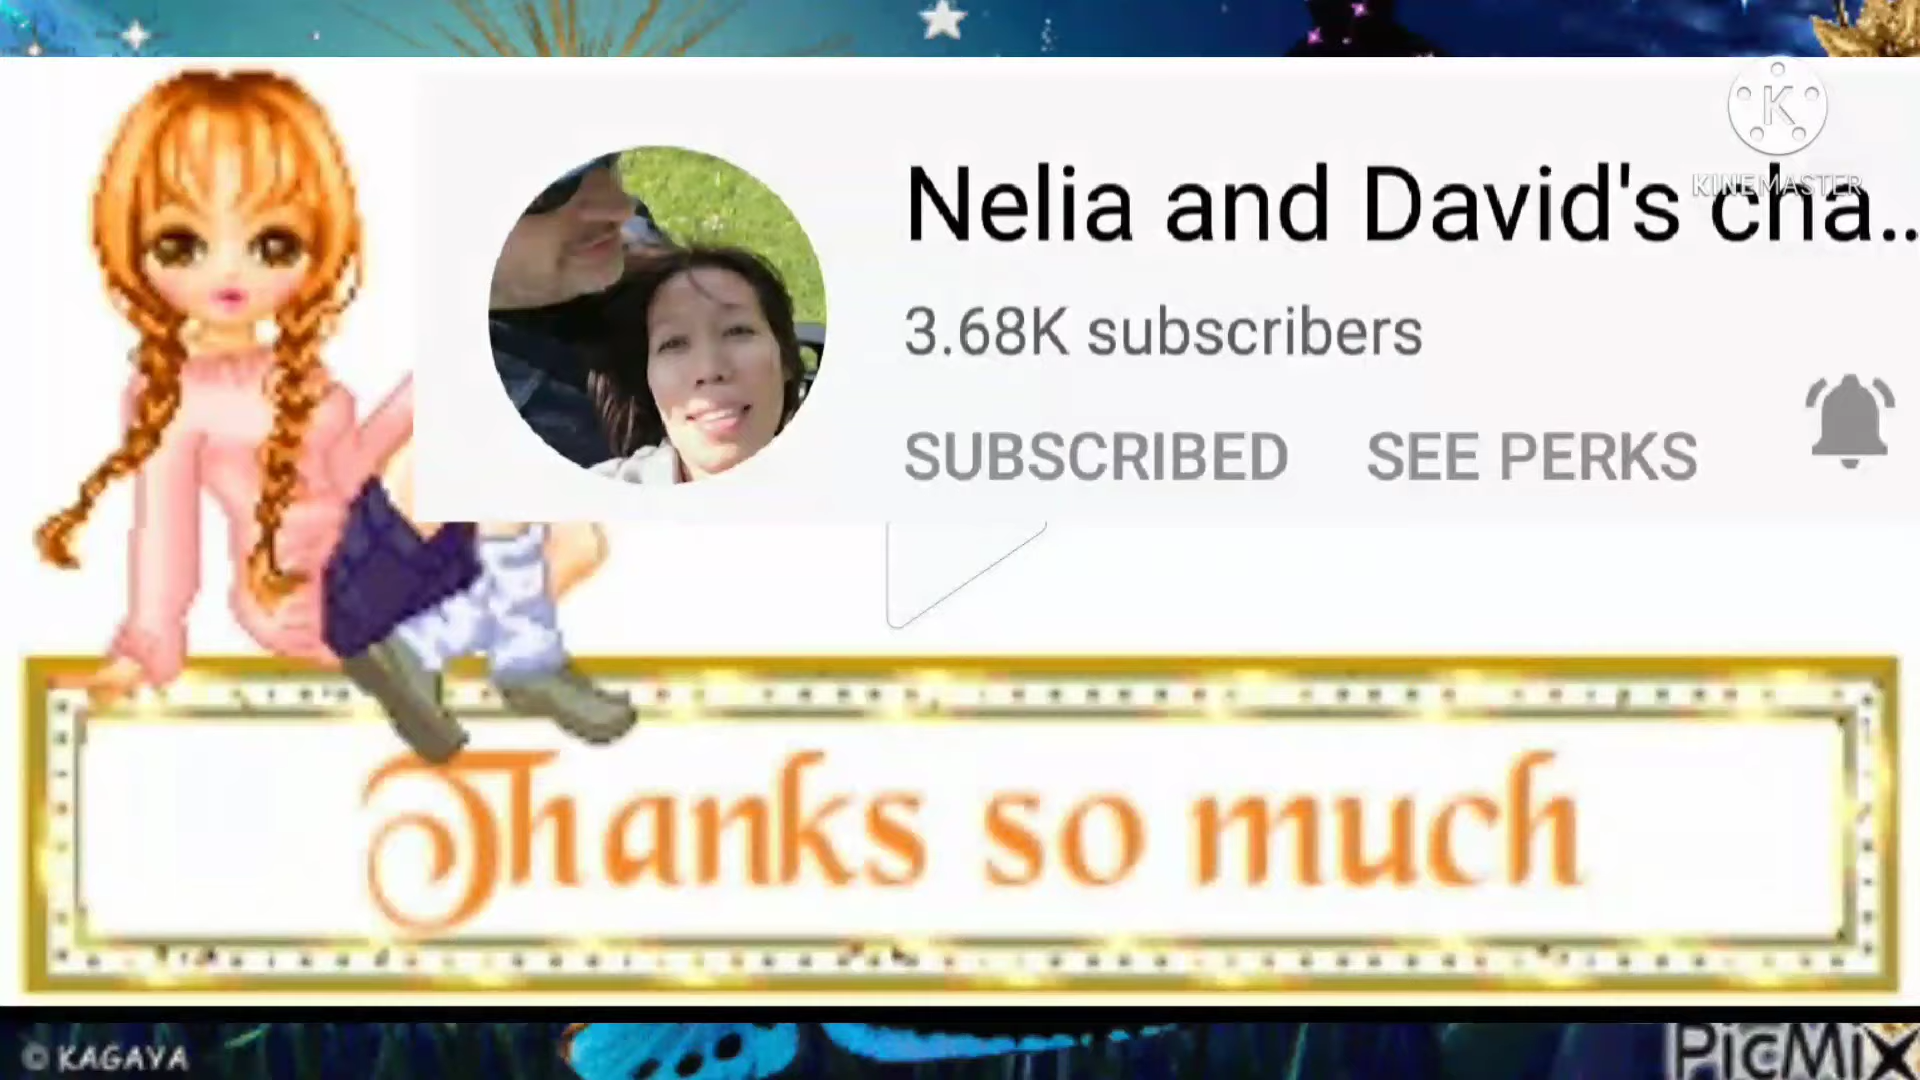 K
KINEMASTER
Nelia and David's cha...
3.68K subscribers
SUBSCRIBED SEE PERKS
Thanks so much
© KAGAYA
PicMix